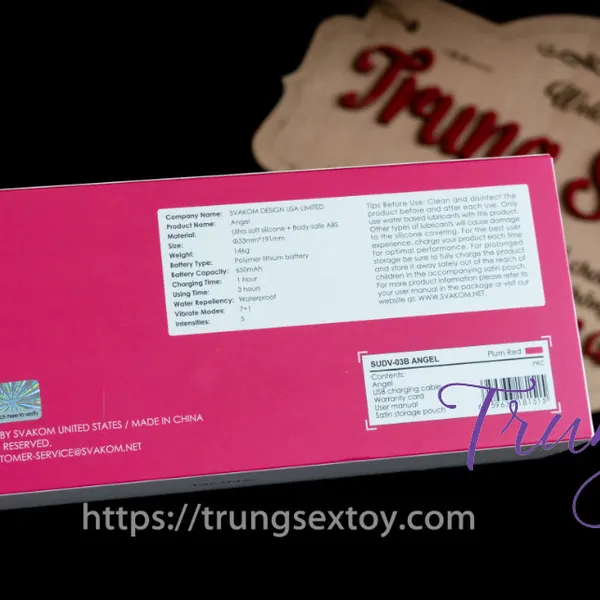 Trung S
Company Name: SVAKOM DESIGN USA LIMITED
Product Name: Angel
Material: Ultra soft silicone + Body-safe ABS
Size: Φ33mm*191mm
Weight: 146g
Battery Type: Polymer lithium battery
Battery Capacity: 650mAh
Charging Time: 1 hour
Using Time: 3 hours
Water Repellency: Waterproof
Vibrate Modes: 7+1
Intensities: 5
Tips Before Use: Clean and disinfect the
product before and after each use. Only
use water based lubricants with this product.
Other types of lubricants will cause damage
to the silicone covering. For the best user
experience, charge your product each time
for optimal performance. For prolonged
storage be sure to fully charge the product
and store it away safely out of the reach of
children in the accompanying satin pouch.
For more product information please refer to
your user manual in the package or visit our
website at: WWW.SVAKOM.NET.
SUDV-03B ANGEL Plum Red
PRC
Contents:
Angel
USB charging cable
Warranty card
User manual
Satin storage pouch
here to verify
BY SVAKOM UNITED STATES / MADE IN CHINA
RESERVED.
TOMER-SERVICE@SVAKOM.NET
Trung
https://trungsextoy.com